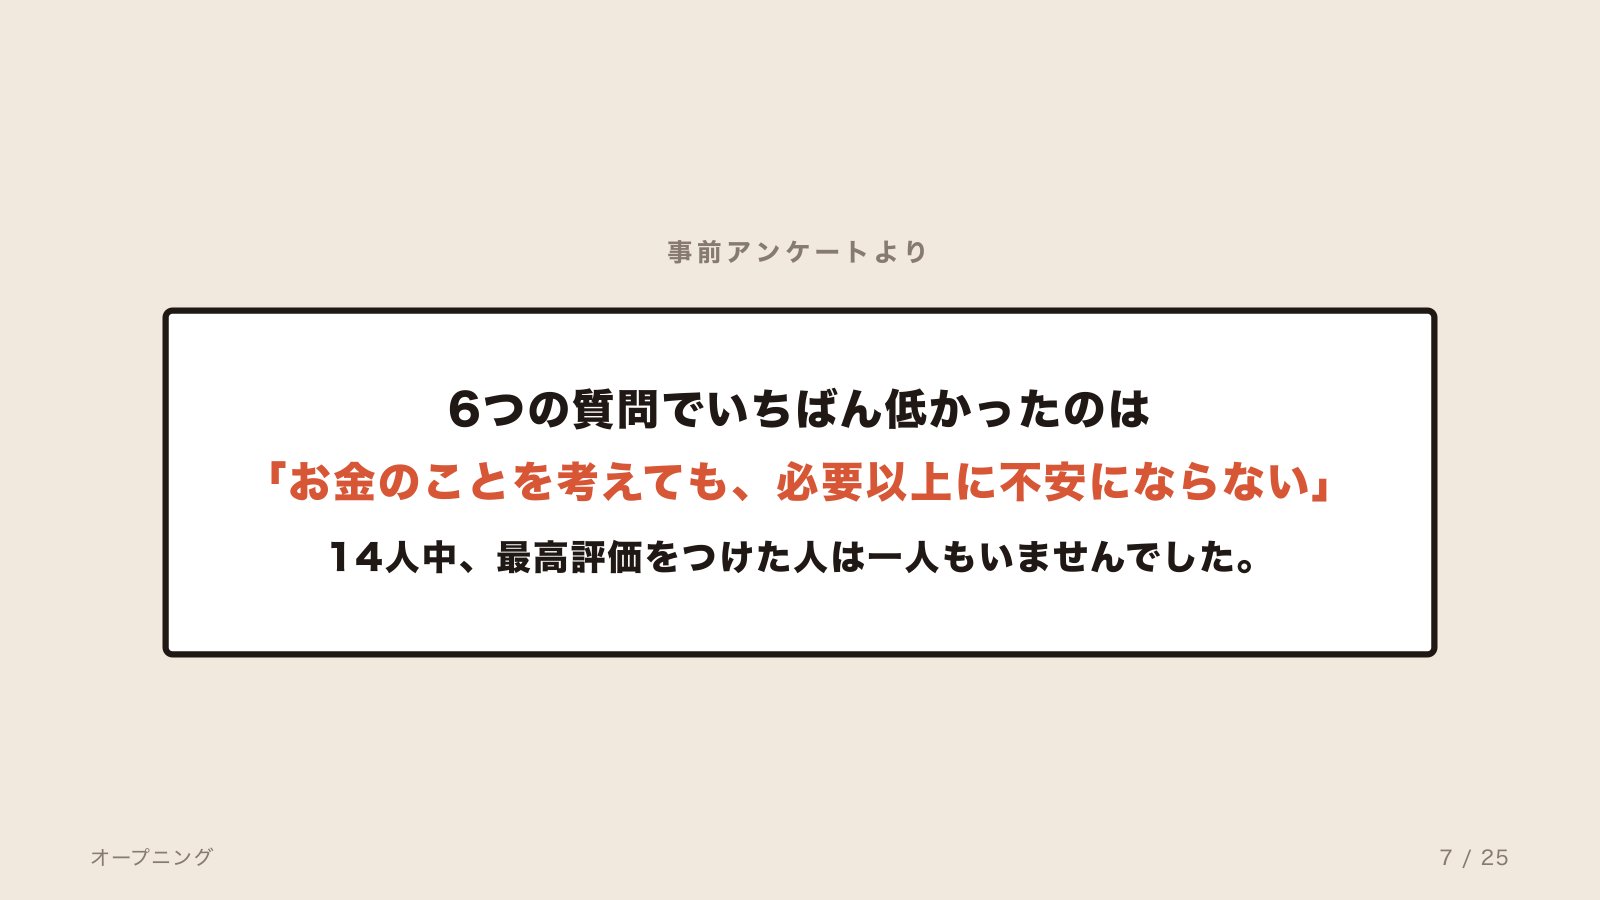 事前アンケートより
6つの質問でいちばん低かったのは
「お金のことを考えても、必要以上に不安にならない」
14人中、最高評価をつけた人は一人もいませんでした。
オープニング
7 / 25